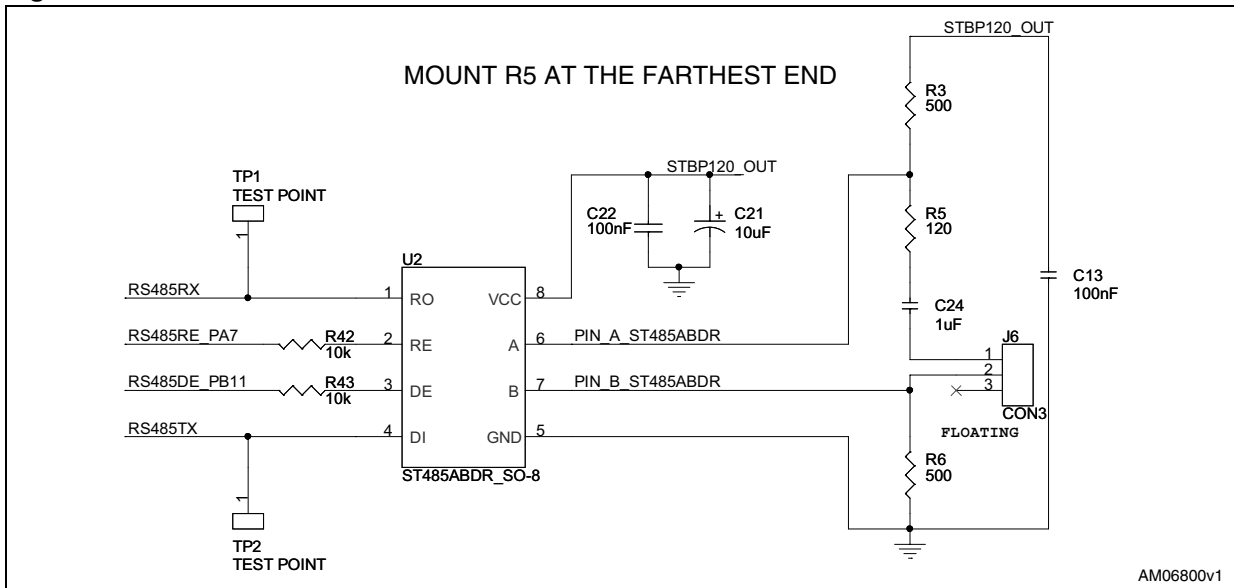 STBP120_OUT
MOUNT R5 AT THE FARTHEST END
R3
500
TP1
TEST POINT
1
STBP120_OUT
C22
100nF
+
C21
10uF
R5
120
C13
100nF
U2
RS485RX
1
RO
VCC
8
C24
1uF
RS485RE_PA7
R42
10k
2
RE
A
6
PIN_A_ST485ABDR
J6
1
2
3
CON3
RS485DE_PB11
R43
10k
3
DE
B
7
PIN_B_ST485ABDR
FLOATING
RS485TX
4
DI
GND
5
R6
500
ST485ABDR_SO-8
1
TP2
TEST POINT
AM06800v1